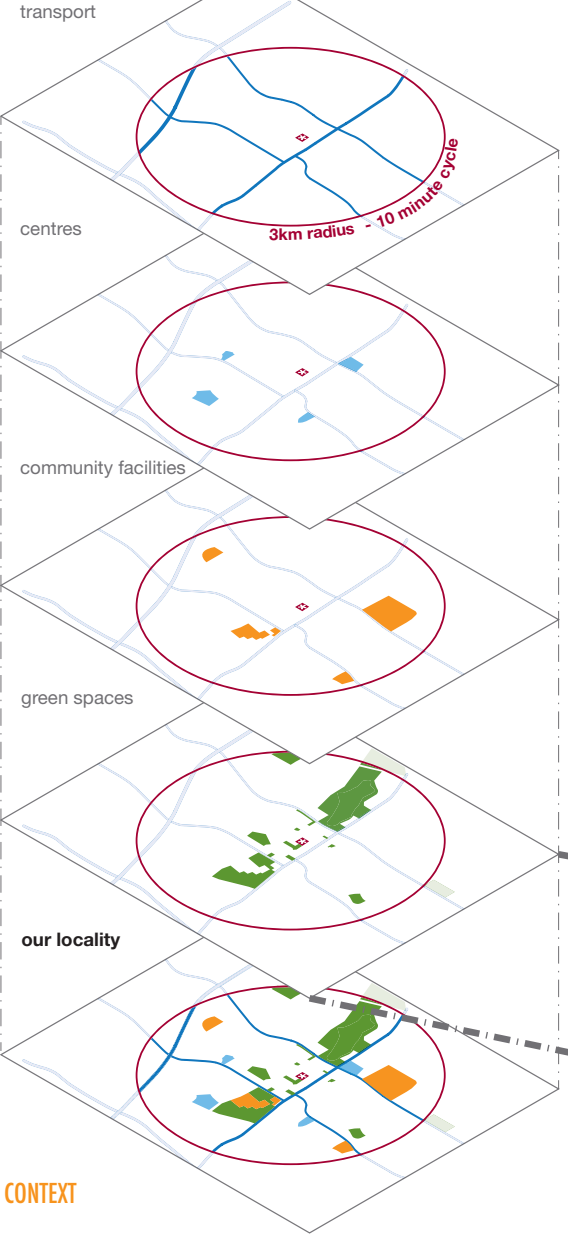 transport
3km radius - 10 minute cycle
centres
community facilities
green spaces
our locality
CONTEXT